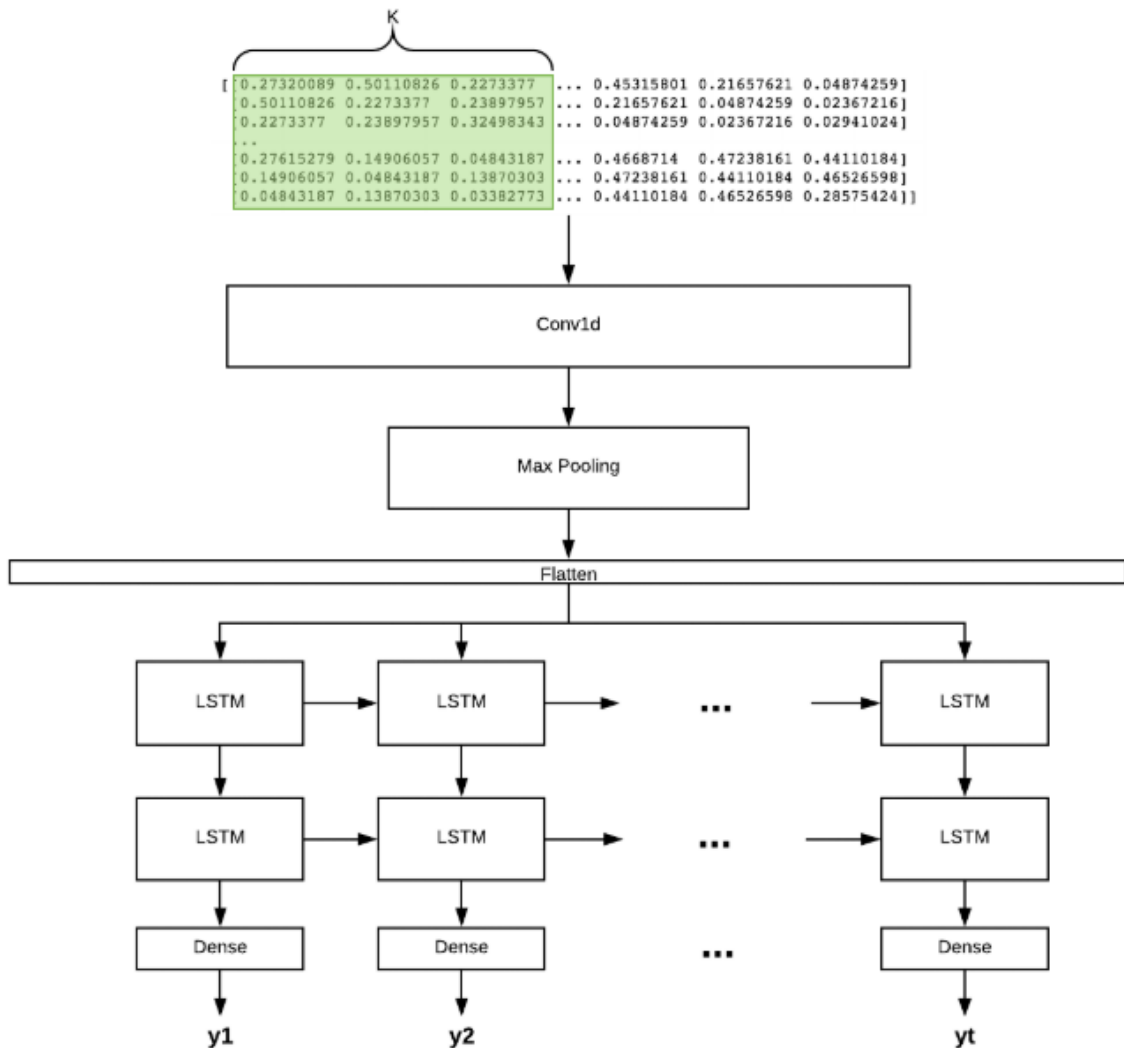 K
[ [0.27320089 0.50110826 0.2273377 ... 0.45315801 0.21657621 0.04874259]
[0.50110826 0.2273377 0.23897957 ... 0.21657621 0.04874259 0.02367216]
[0.2273377 0.23897957 0.32498343 ... 0.04874259 0.02367216 0.02941024]
...
[0.27615279 0.14906057 0.04843187 ... 0.4668714 0.47238161 0.44110184]
[0.14906057 0.04843187 0.13870303 ... 0.47238161 0.44110184 0.46526598]
[0.04843187 0.13870303 0.03382773 ... 0.44110184 0.46526598 0.28575424]]
Conv1d
Max Pooling
Flatten
LSTM LSTM ... LSTM
LSTM LSTM ... LSTM
Dense Dense ... Dense
y1 y2 yt